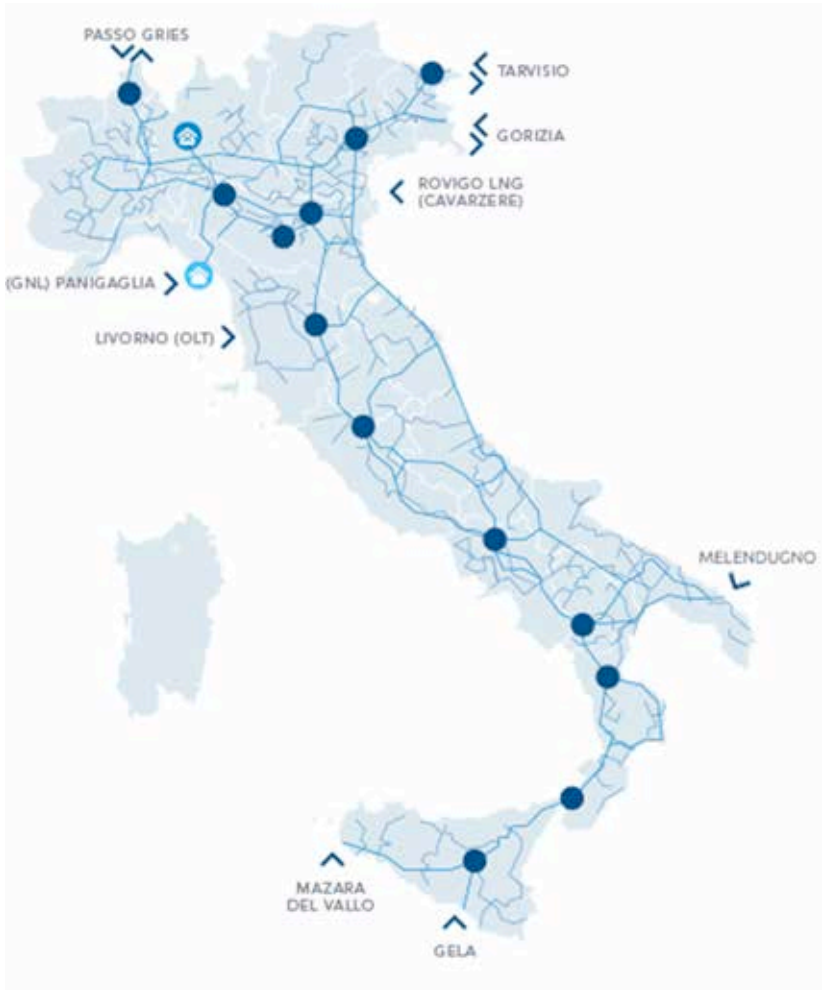 PASSO GRIES
TARVISIO
GORIZIA
ROVIGO LNG
(CAVARZERE)
(GNL) PANIGAGLIA
LIVORNO (OLT)
MELENDUGNO
MAZARA
DEL VALLO
GELA